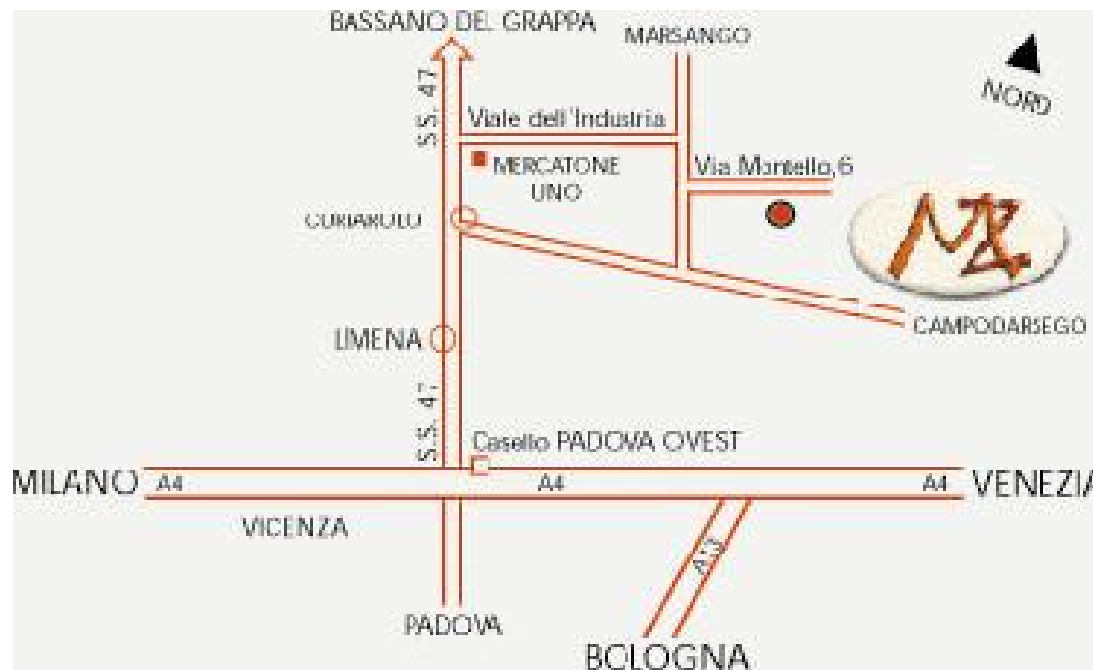 BASSANO DEL GRAPPA
MARSANGO
NORD
S.S. 47
Viale dell'Industria
MERCATONE
UNO
Via Montello, 6
CURTAROLO
MZ
LIMENA
CAMPODARSEGO
S.S. 47
Casello PADOVA OVEST
MILANO A4 A4 A4 VENEZIA
VICENZA
A13
PADOVA
BOLOGNA